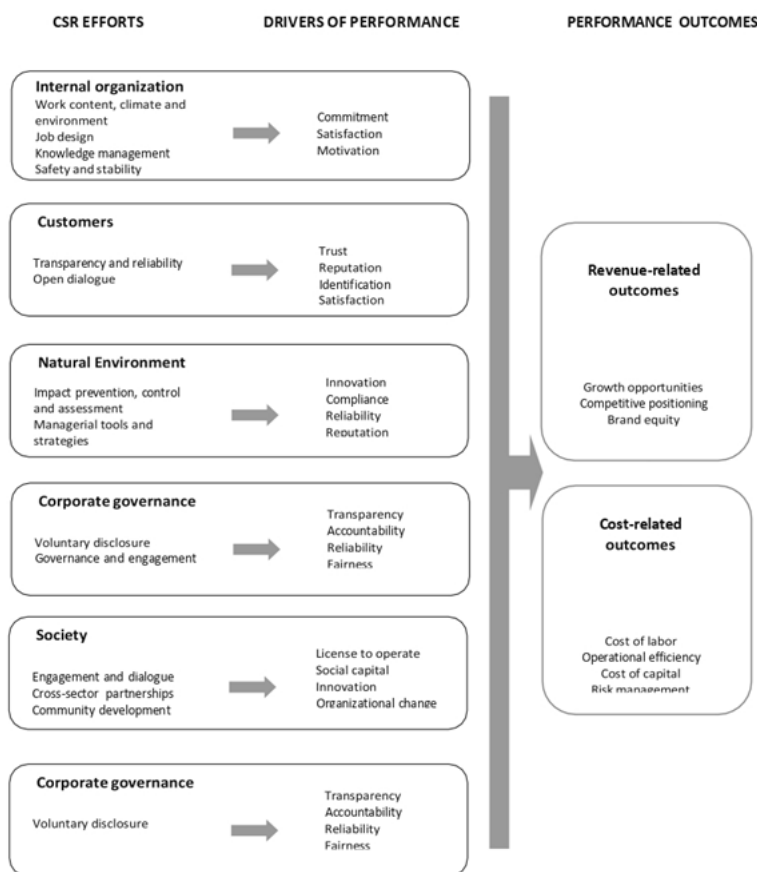 CSR EFFORTS
DRIVERS OF PERFORMANCE
PERFORMANCE OUTCOMES
Internal organization
Work content, climate and
environment
Job design
Knowledge management
Safety and stability
Commitment
Satisfaction
Motivation
Customers
Transparency and reliability
Open dialogue
Trust
Reputation
Identification
Satisfaction
Natural Environment
Impact prevention, control
and assessment
Managerial tools and
strategies
Innovation
Compliance
Reliability
Reputation
Corporate governance
Voluntary disclosure
Governance and engagement
Transparency
Accountability
Reliability
Fairness
Society
Engagement and dialogue
Cross-sector partnerships
Community development
License to operate
Social capital
Innovation
Organizational change
Corporate governance
Voluntary disclosure
Transparency
Accountability
Reliability
Fairness
Revenue-related
outcomes
Growth opportunities
Competitive positioning
Brand equity
Cost-related
outcomes
Cost of labor
Operational efficiency
Cost of capital
Risk management